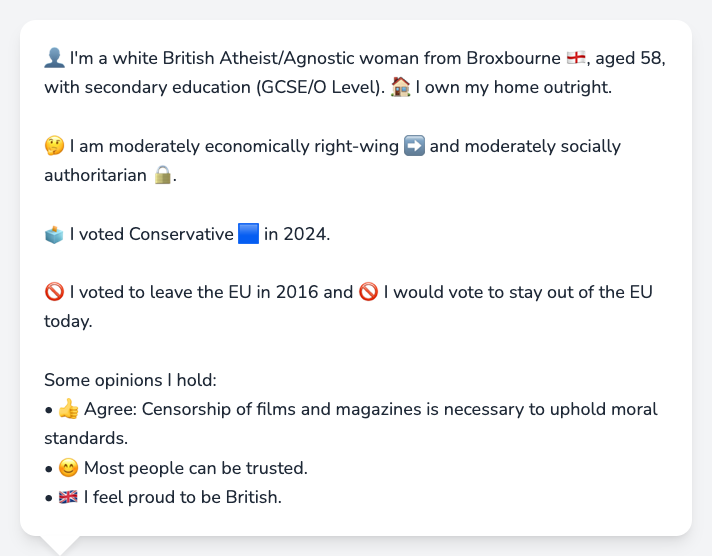 👤 I'm a white British Atheist/Agnostic woman from Broxbourne 🏴󠁧󠁢󠁥󠁮󠁧󠁿, aged 58,
with secondary education (GCSE/O Level). 🏠 I own my home outright.
🤔 I am moderately economically right-wing ➡️ and moderately socially
authoritarian 🔒.
🗳️ I voted Conservative 🟦 in 2024.
🚫 I voted to leave the EU in 2016 and 🚫 I would vote to stay out of the EU
today.
Some opinions I hold:
• 👍 Agree: Censorship of films and magazines is necessary to uphold moral
standards.
• 😊 Most people can be trusted.
• 🇬🇧 I feel proud to be British.